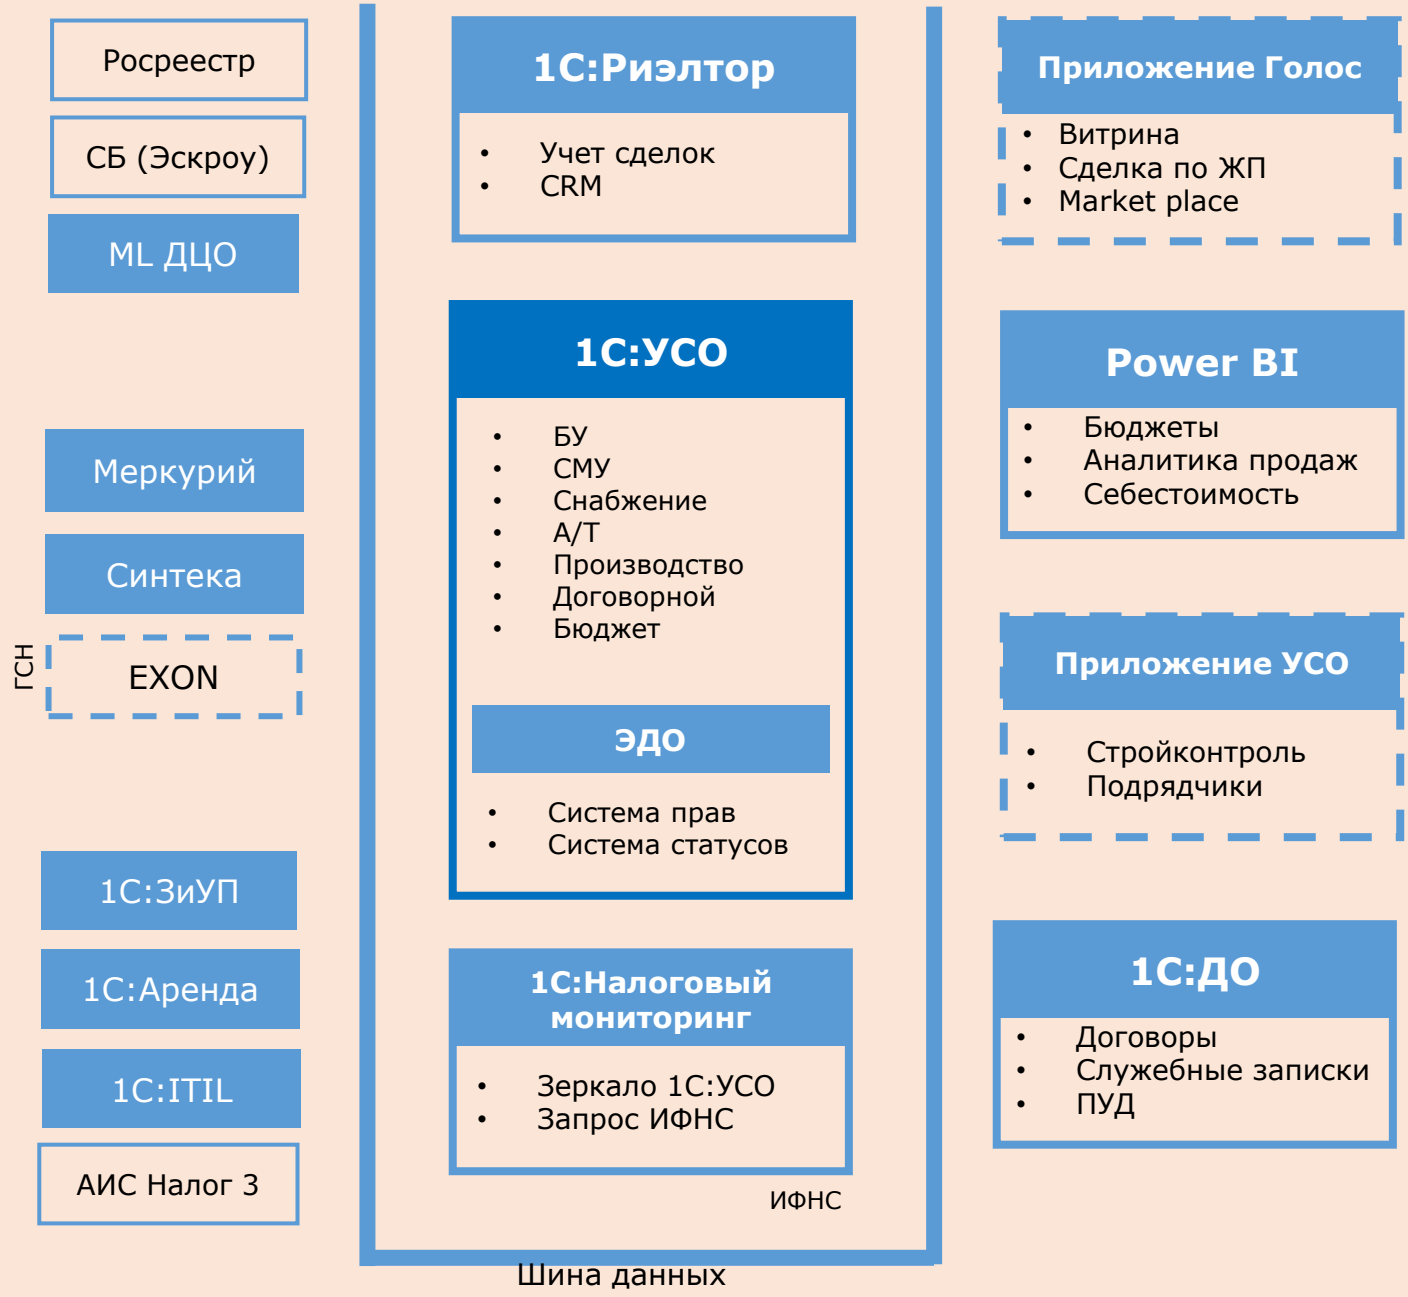 Росреестр
СБ (Эскроу)
ML ДЦО
Меркурий
Синтека
ГСН
EXON
1С:ЗиУП
1С:Аренда
1С:ITIL
АИС Налог 3
1С:Риэлтор
• Учет сделок
• CRM
1С:УСО
• БУ
• СМУ
• Снабжение
• А/Т
• Производство
• Договорной
• Бюджет
ЭДО
• Система прав
• Система статусов
1С:Налоговый
мониторинг
• Зеркало 1С:УСО
• Запрос ИФНС
ИФНС
Шина данных
Приложение Голос
• Витрина
• Сделка по ЖП
• Market place
Power BI
• Бюджеты
• Аналитика продаж
• Себестоимость
Приложение УСО
• Стройконтроль
• Подрядчики
1С:ДО
• Договоры
• Служебные записки
• ПУД